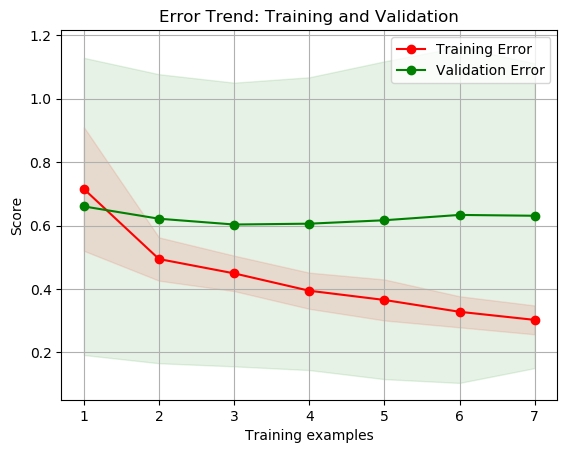 Error Trend: Training and Validation
1.2
1.0
0.8
0.6
0.4
0.2
Score
Training Error
Validation Error
1 2 3 4 5 6 7
Training examples